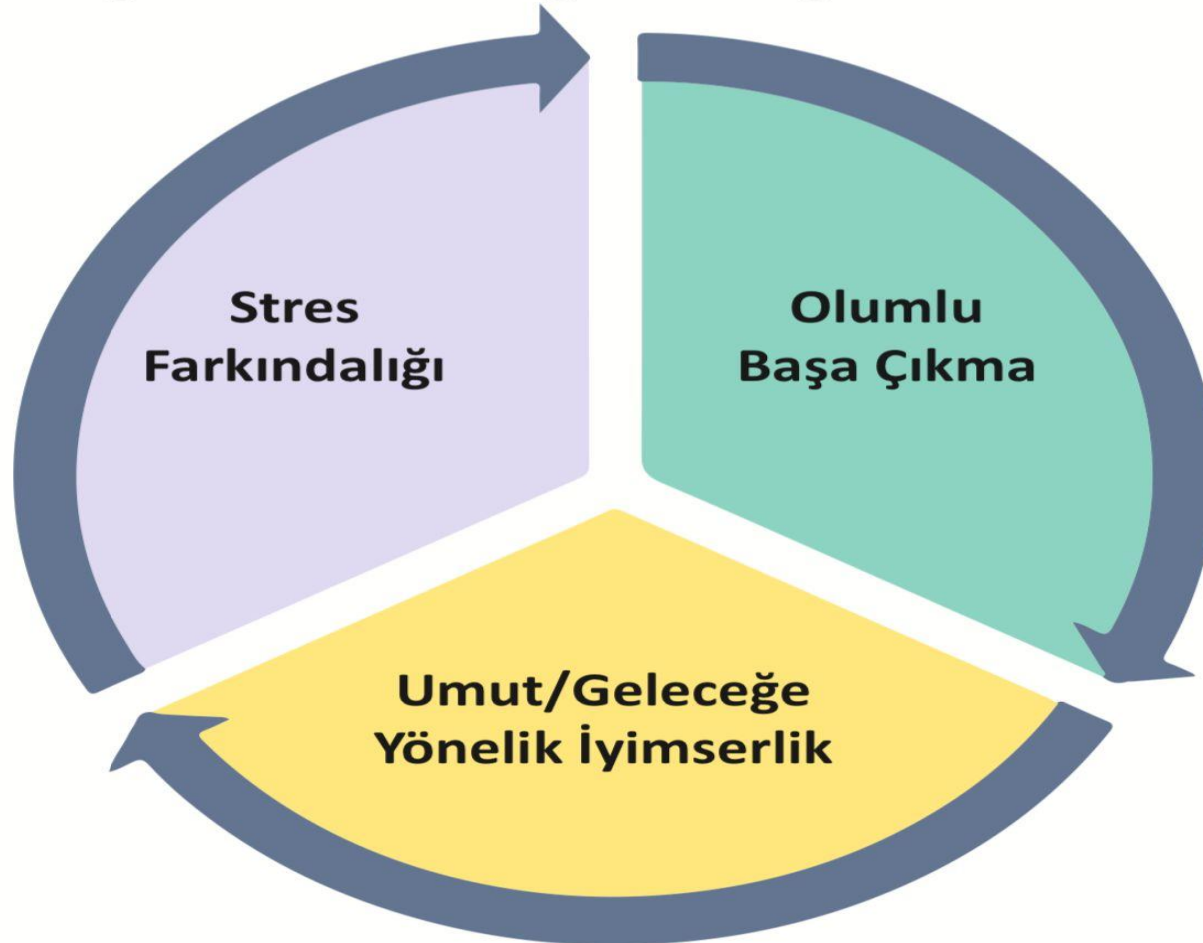 Stres
Farkındalığı
Olumlu
Başa Çıkma
Umut/Geleceğe
Yönelik İyimserlik